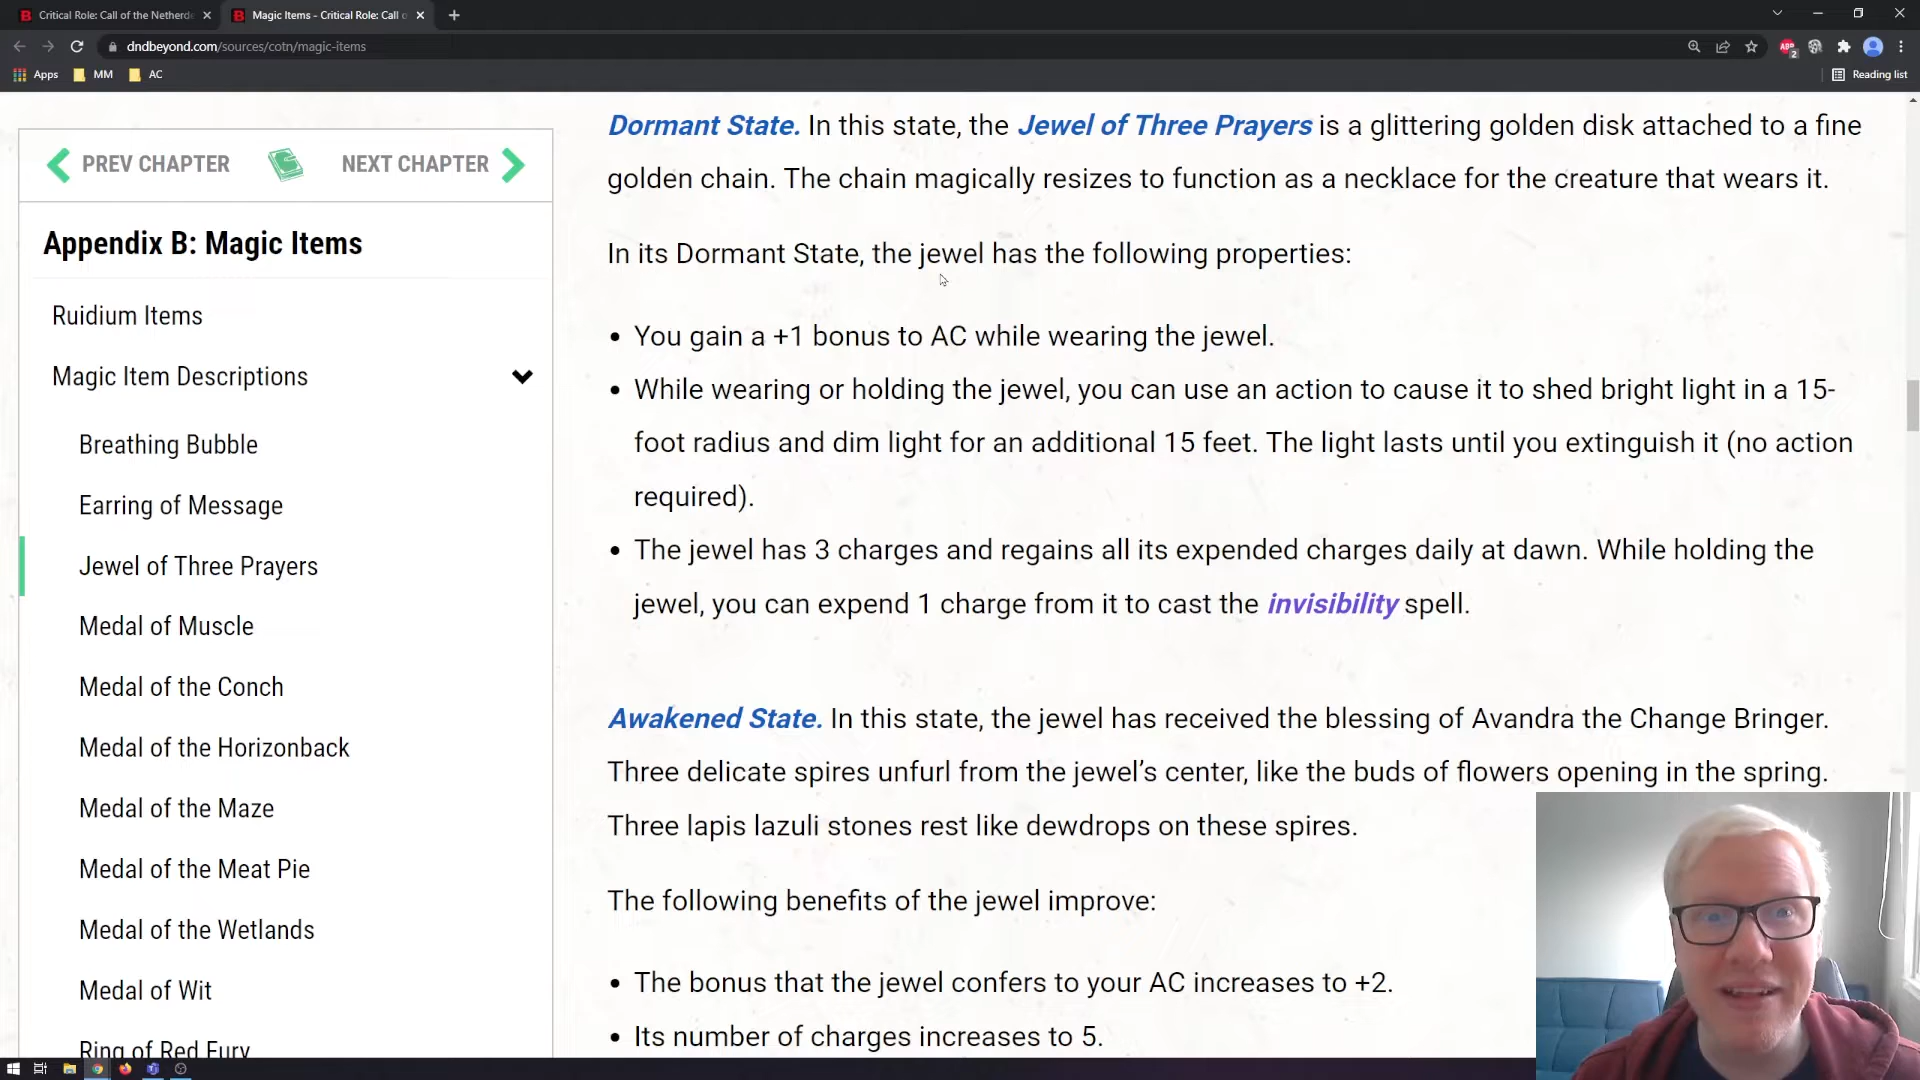 Critical Role: Call of the Netherde
Magic Items - Critical Role: Call o
dndbeyond.com/sources/cotn/magic-items
ABP
2
Apps
MM
AC
Reading list
PREV CHAPTER
NEXT CHAPTER
Appendix B: Magic Items
Ruidium Items
Magic Item Descriptions
Breathing Bubble
Earring of Message
Jewel of Three Prayers
Medal of Muscle
Medal of the Conch
Medal of the Horizonback
Medal of the Maze
Medal of the Meat Pie
Medal of the Wetlands
Medal of Wit
Ring of Red Fury
Dormant State. In this state, the Jewel of Three Prayers is a glittering golden disk attached to a fine
golden chain. The chain magically resizes to function as a necklace for the creature that wears it.
In its Dormant State, the jewel has the following properties:
• You gain a +1 bonus to AC while wearing the jewel.
• While wearing or holding the jewel, you can use an action to cause it to shed bright light in a 15-
foot radius and dim light for an additional 15 feet. The light lasts until you extinguish it (no action
required).
• The jewel has 3 charges and regains all its expended charges daily at dawn. While holding the
jewel, you can expend 1 charge from it to cast the invisibility spell.
Awakened State. In this state, the jewel has received the blessing of Avandra the Change Bringer.
Three delicate spires unfurl from the jewel's center, like the buds of flowers opening in the spring.
Three lapis lazuli stones rest like dewdrops on these spires.
The following benefits of the jewel improve:
• The bonus that the jewel confers to your AC increases to +2.
• Its number of charges increases to 5.